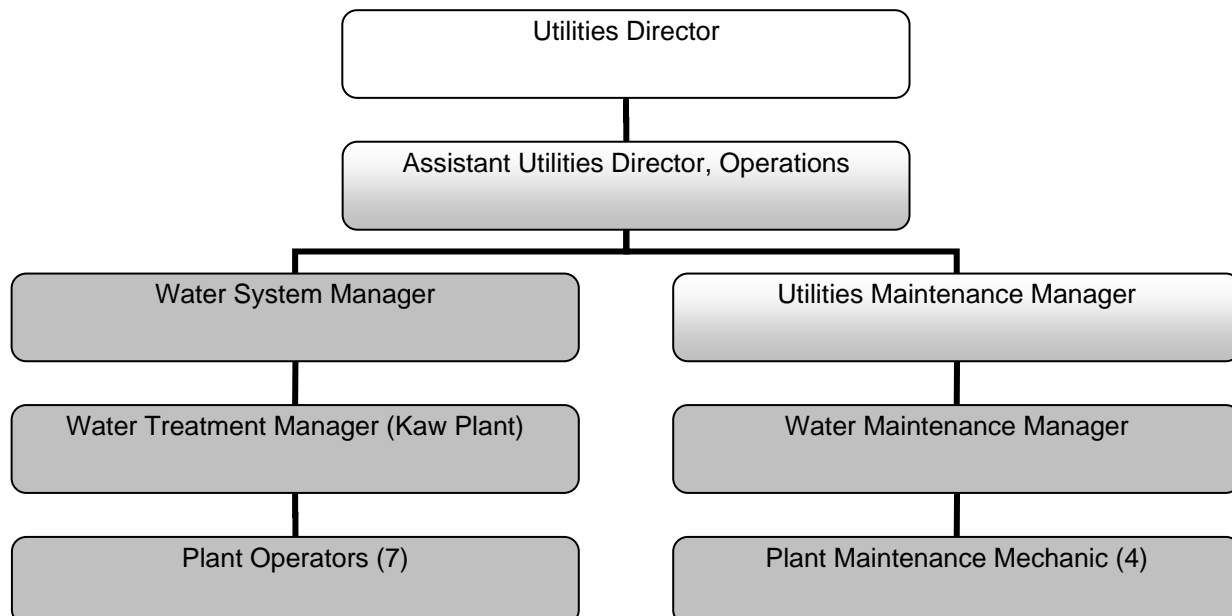 Utilities Director
Assistant Utilities Director, Operations
Water System Manager
Utilities Maintenance Manager
Water Treatment Manager (Kaw Plant)
Water Maintenance Manager
Plant Operators (7)
Plant Maintenance Mechanic (4)